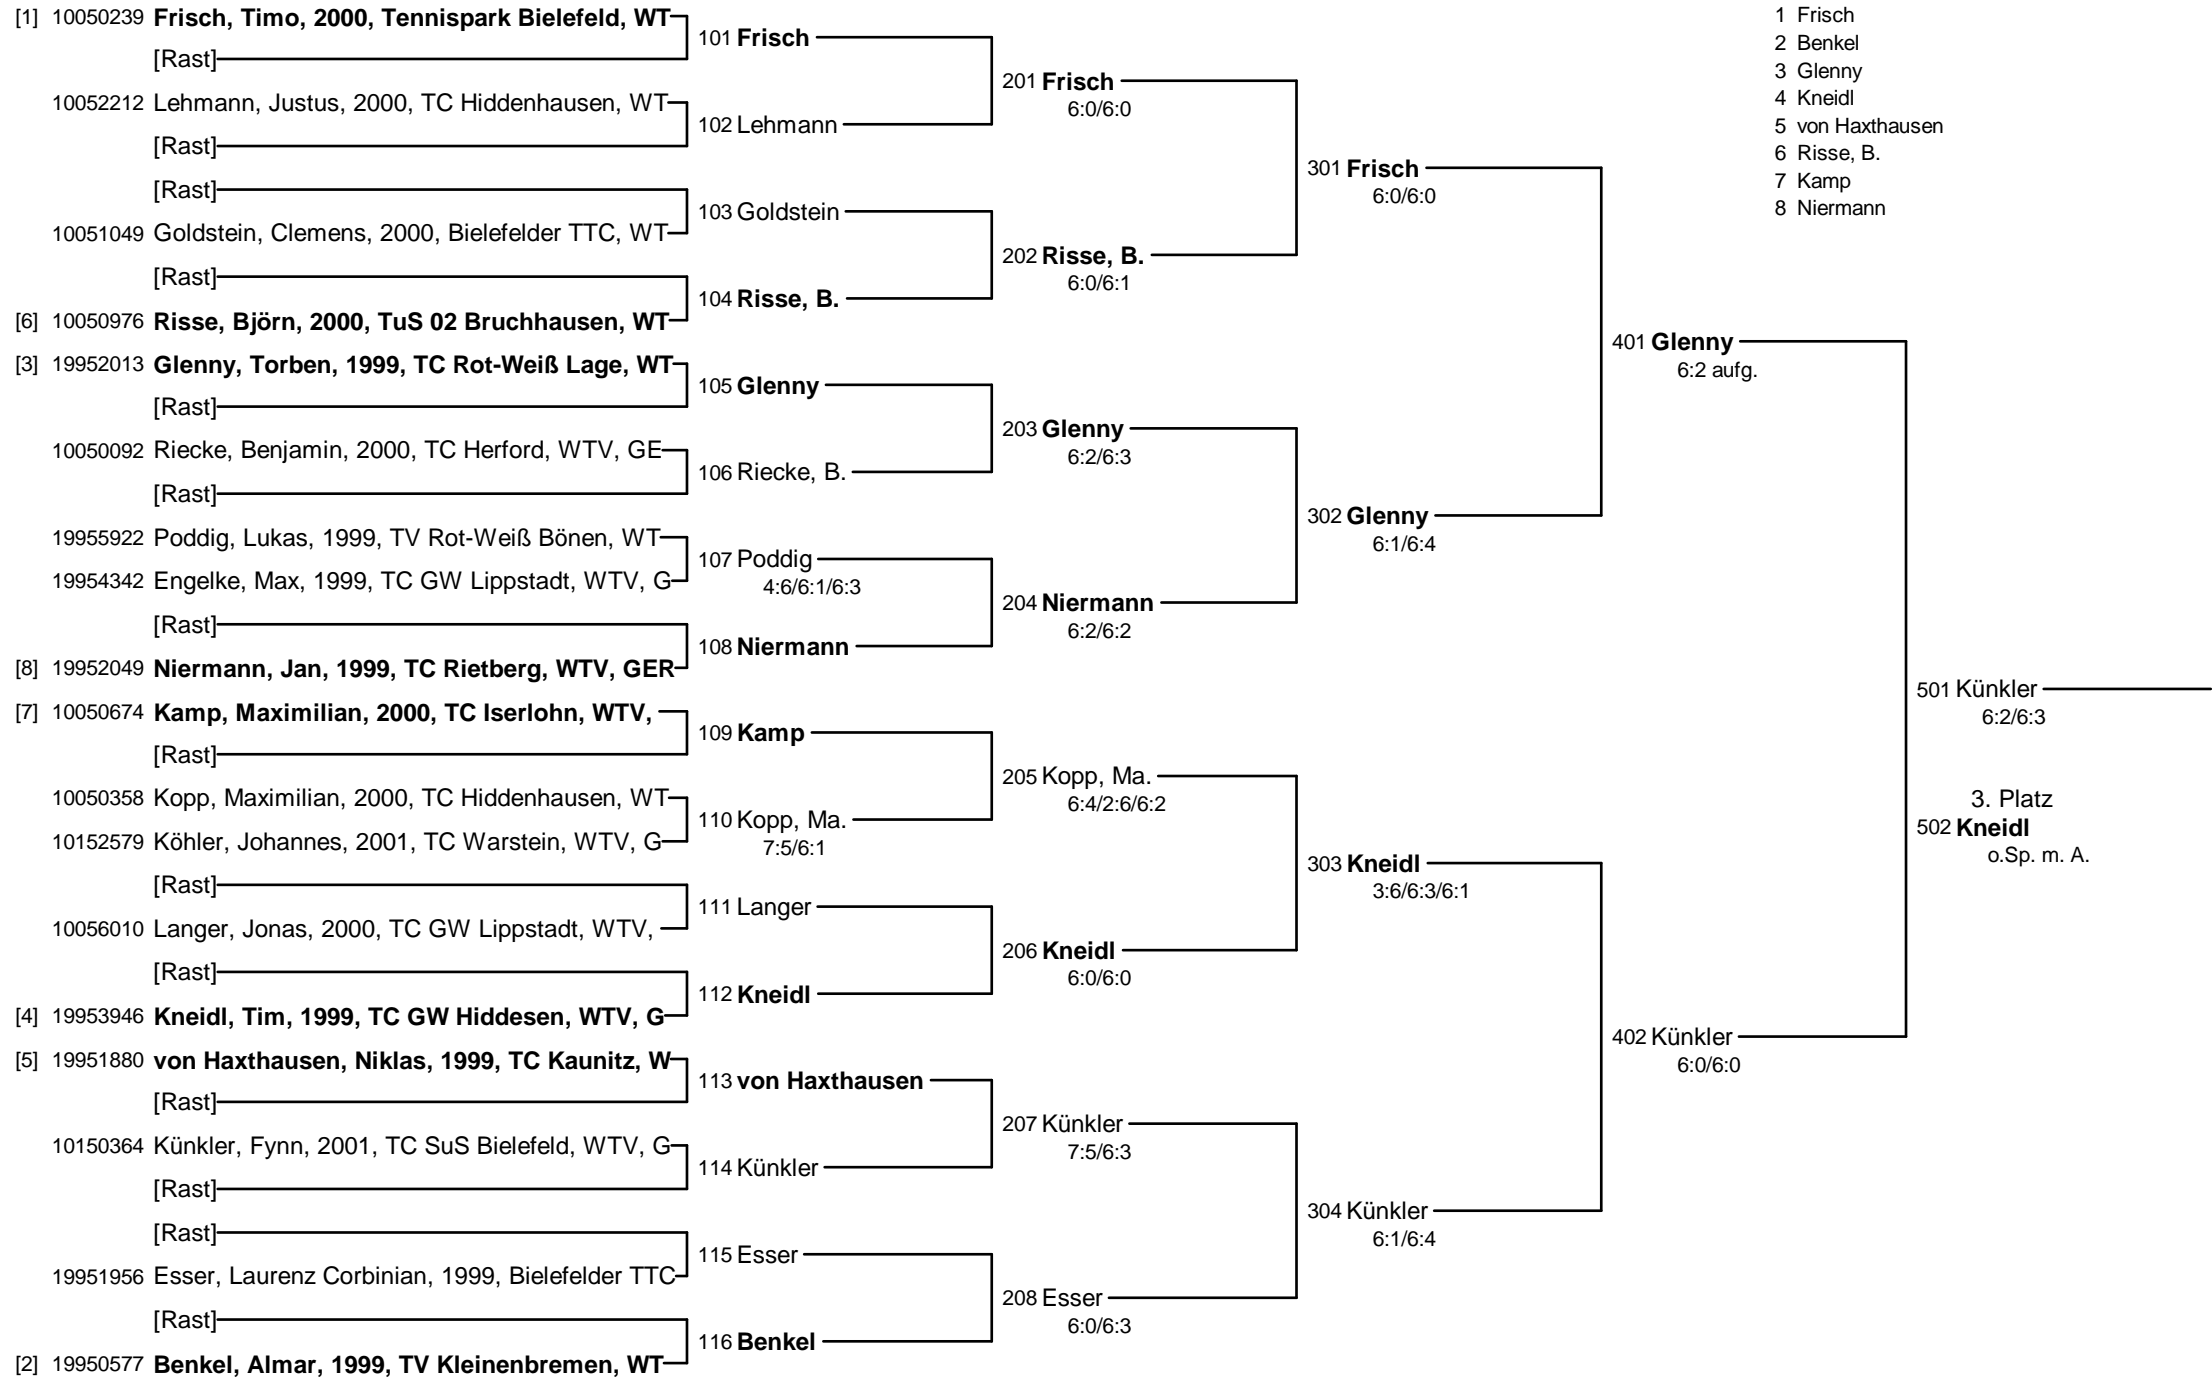 [1] 10050239 Frisch, Timo, 2000, Tennispark Bielefeld, WT
[Rast]
10052212 Lehmann, Justus, 2000, TC Hiddenhausen, WT
[Rast]
[Rast]
10051049 Goldstein, Clemens, 2000, Bielefelder TTC, WT
[Rast]
[6] 10050976 Risse, Björn, 2000, TuS 02 Bruchhausen, WT
[3] 19952013 Glenny, Torben, 1999, TC Rot-Weiß Lage, WT
[Rast]
10050092 Riecke, Benjamin, 2000, TC Herford, WTV, GE
[Rast]
19955922 Poddig, Lukas, 1999, TV Rot-Weiß Bönen, WT
19954342 Engelke, Max, 1999, TC GW Lippstadt, WTV, G
[Rast]
[8] 19952049 Niermann, Jan, 1999, TC Rietberg, WTV, GER
[7] 10050674 Kamp, Maximilian, 2000, TC Iserlohn, WTV,
[Rast]
10050358 Kopp, Maximilian, 2000, TC Hiddenhausen, WT
10152579 Köhler, Johannes, 2001, TC Warstein, WTV, G
[Rast]
10056010 Langer, Jonas, 2000, TC GW Lippstadt, WTV,
[Rast]
[4] 19953946 Kneidl, Tim, 1999, TC GW Hiddesen, WTV, G
[5] 19951880 von Haxthausen, Niklas, 1999, TC Kaunitz, W
[Rast]
10150364 Künkler, Fynn, 2001, TC SuS Bielefeld, WTV, G
[Rast]
[Rast]
19951956 Esser, Laurenz Corbinian, 1999, Bielefelder TTC
[Rast]
[2] 19950577 Benkel, Almar, 1999, TV Kleinenbremen, WT
101 Frisch
102 Lehmann
103 Goldstein
104 Risse, B.
105 Glenny
106 Riecke, B.
107 Poddig
4:6/6:1/6:3
108 Niermann
109 Kamp
110 Kopp, Ma.
7:5/6:1
111 Langer
112 Kneidl
113 von Haxthausen
114 Künkler
115 Esser
116 Benkel
201 Frisch
6:0/6:0
202 Risse, B.
6:0/6:1
203 Glenny
6:2/6:3
204 Niermann
6:2/6:2
205 Kopp, Ma.
6:4/2:6/6:2
206 Kneidl
6:0/6:0
207 Künkler
7:5/6:3
208 Esser
6:0/6:3
301 Frisch
6:0/6:0
302 Glenny
6:1/6:4
303 Kneidl
3:6/6:3/6:1
304 Künkler
6:1/6:4
401 Glenny
6:2 aufg.
402 Künkler
6:0/6:0
501 Künkler
6:2/6:3
3. Platz
502 Kneidl
o.Sp. m. A.
1 Frisch
2 Benkel
3 Glenny
4 Kneidl
5 von Haxthausen
6 Risse, B.
7 Kamp
8 Niermann